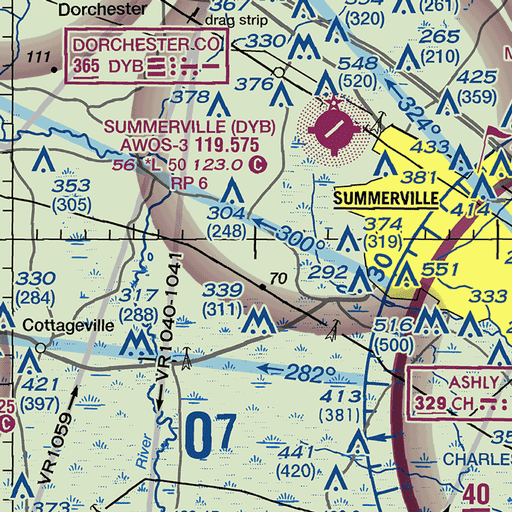 Dorchester
367
drag strip
354
(320)
(261)
DORCHESTER CO
365 DYB
330
265
(210)
111
376
548
(520)
425
(359)
378
324°
SUMMERVILLE (DYB)
AWOS-3 119.575
56 *L 50 123.0 C
RP 6
433
381
353
(305)
SUMMERVILLE
414
304
(248)
300°
374
(319)
30
551
330
(284)
70
292
317
(288)
339
(311)
333
VR1040-1041
Cottageville
516
(500)
421
(397)
282°
ASHLY
329 CH
413
(381)
25
C
VR1059
07
River
441
(420)
CHARLES
373
40